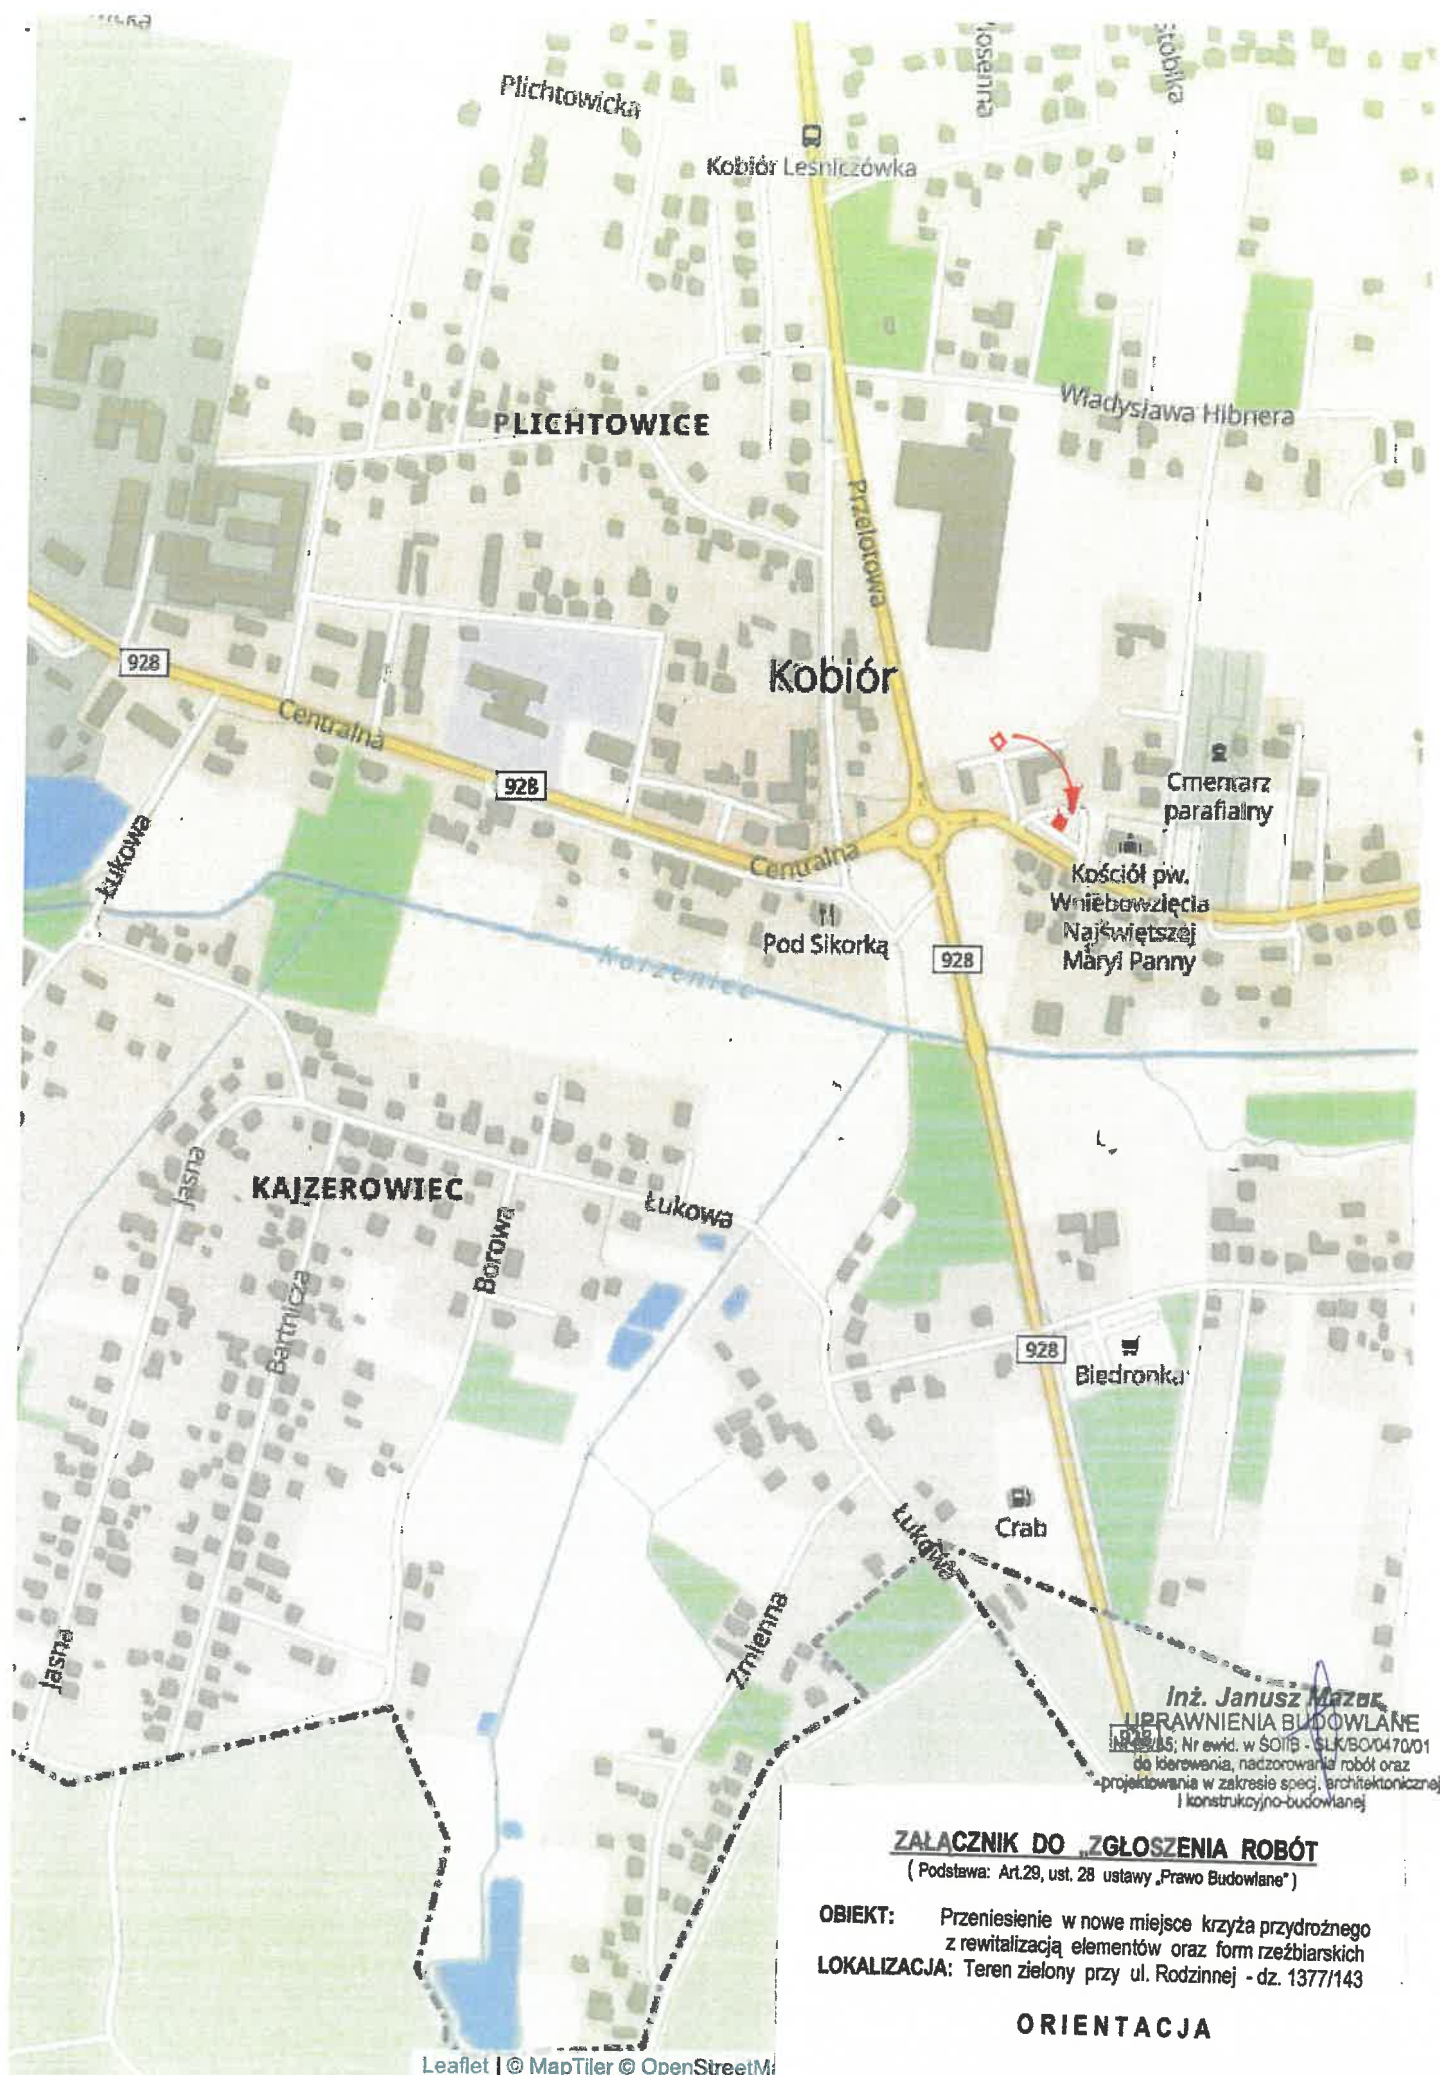 Plichtowicka
Kobiór Leśniczówka
PLICHTOWICE
Władysława Hibnera
Przelotowa
Kobiór
928
Centralna
928
Cmentarz
parafialny
Łukowa
Centralna
Kościół pw.
Wniebowzięcia
Najświętszej
Maryi Panny
Pod Sikorką
928
Korzeniec
Jasna
KAJZEROWIEC
Łukowa
Borowa
Bartnicza
928
Biedronka
Crab
Łukowa
Zmienna
Jasna
Inż. Janusz Mazur
UPRAWNIENIA BUDOWLANE
Nr ewid. w ŚOIIB - SLK/BO/0470/01
do kierowania, nadzorowania robót oraz
projektowania w zakresie specj. architektonicznej
i konstrukcyjno-budowlanej
928
ZAŁĄCZNIK DO „ZGŁOSZENIA ROBÓT
( Podstawa: Art.29, ust. 28 ustawy „Prawo Budowlane" )
OBIEKT: Przeniesienie w nowe miejsce krzyża przydrożnego
z rewitalizacją elementów oraz form rzeźbiarskich
LOKALIZACJA: Teren zielony przy ul. Rodzinnej - dz. 1377/143
ORIENTACJA
Leaflet | © MapTiler © OpenStreetMa